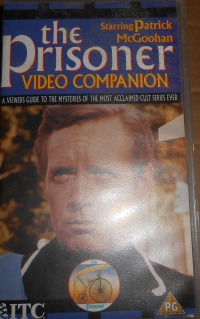 the
Prisoner
Starring Patrick
McGoohan
VIDEO COMPANION
A VIEWERS GUIDE TO THE MYSTERIES OF THE MOST ACCLAIMED CULT SERIES EVER
ITC
PG